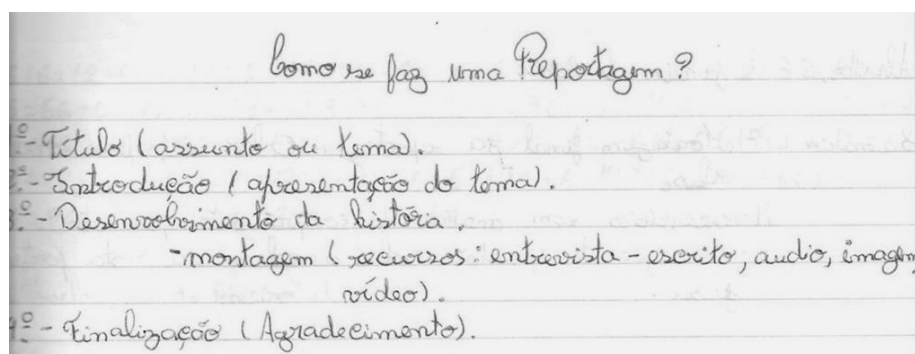 Como se faz uma Reportagem?
1º- Título (assunto ou tema).
2º- Introdução (apresentação do tema).
3º- Desenvolvimento da história.
-montagem (recursos: entrevista - escrito, audio, imagem,
vídeo).
4º- Finalização (Agradecimento).